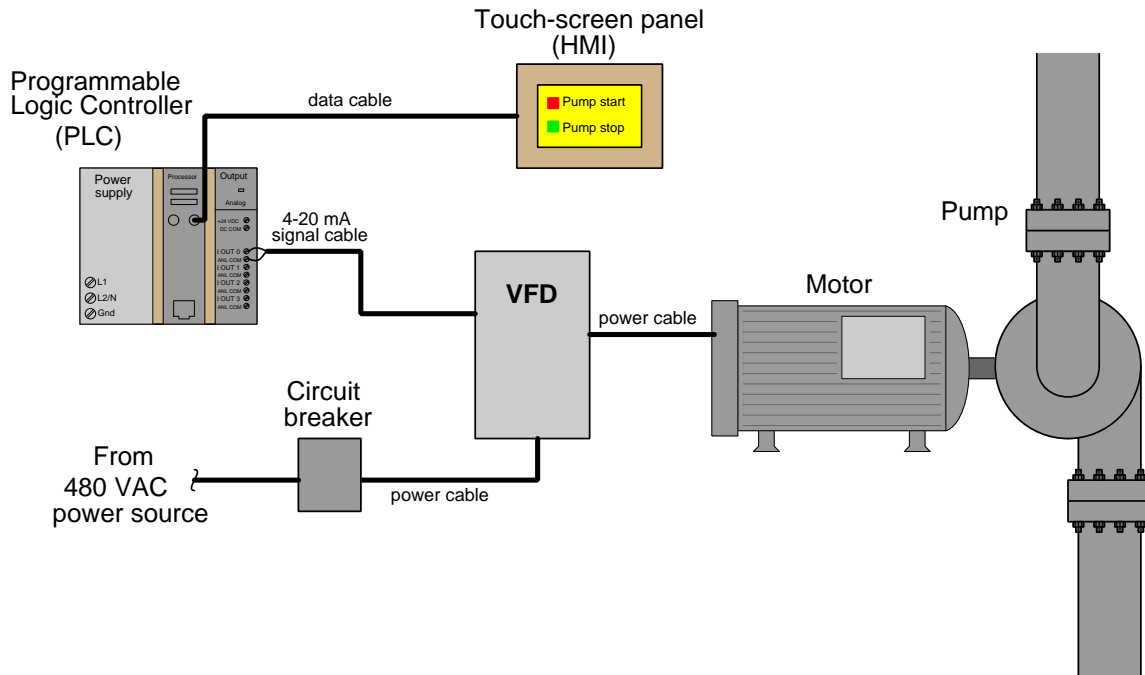 Touch-screen panel
(HMI)
Pump start
Pump stop
Programmable
Logic Controller
(PLC)
data cable
Power
supply
Processor
Output
Analog
+24 VDC
DC COM
I OUT 0
ANL COM
I OUT 1
ANL COM
I OUT 2
ANL COM
I OUT 3
ANL COM
L1
L2/N
Gnd
4-20 mA
signal cable
VFD
power cable
Motor
Pump
Circuit
breaker
From
480 VAC
power source
power cable